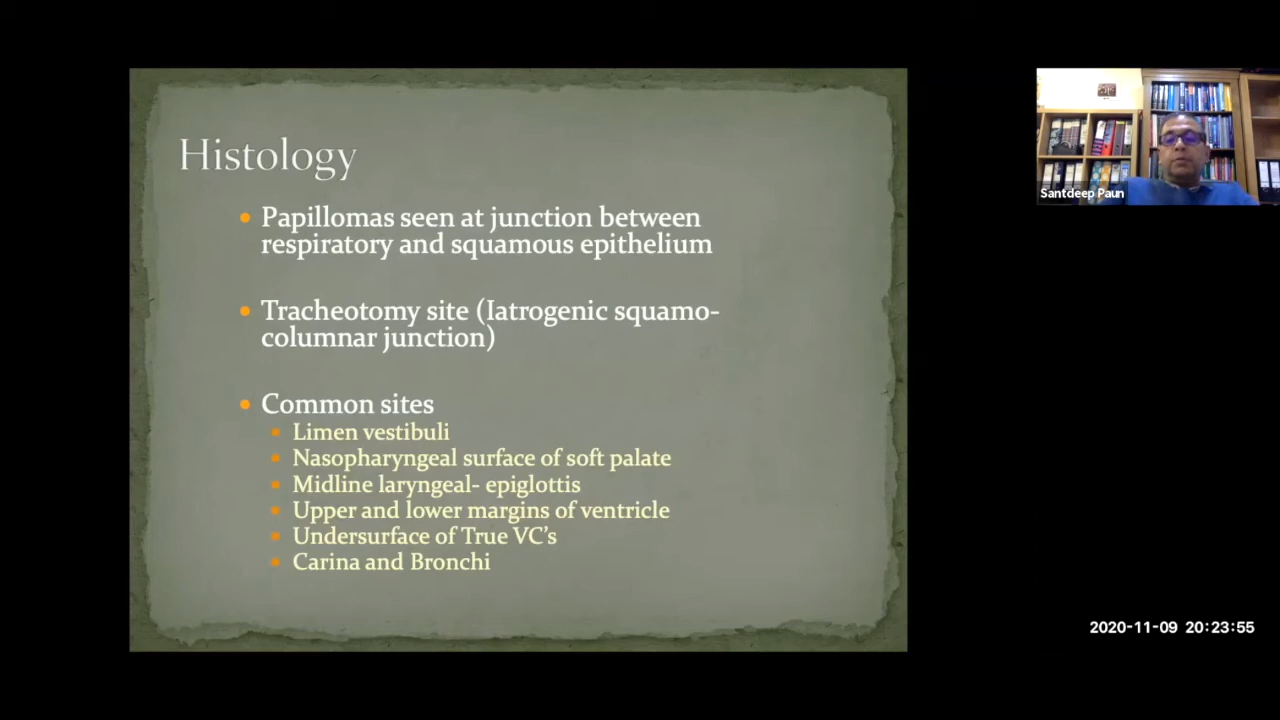 Histology
Papillomas seen at junction between
respiratory and squamous epithelium
Tracheotomy site (Iatrogenic squamo-
columnar junction)
Common sites
Limen vestibuli
Nasopharyngeal surface of soft palate
Midline laryngeal- epiglottis
Upper and lower margins of ventricle
Undersurface of True VC's
Carina and Bronchi
Santdeep Paun
2020-11-09 20:23:55